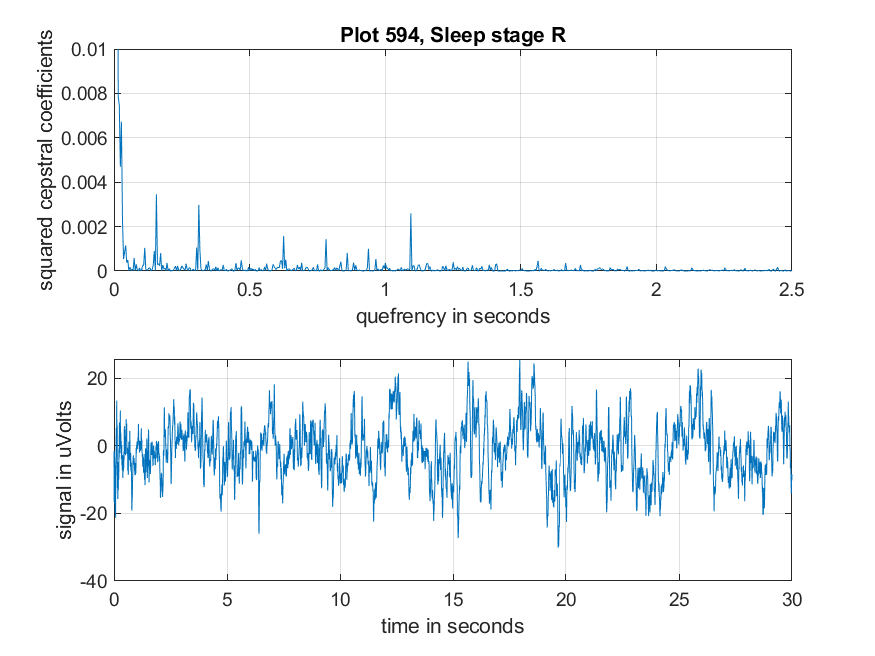 Plot 594, Sleep stage R
squared cepstral coefficients
0.01
0.008
0.006
0.004
0.002
0
0 0.5 1 1.5 2 2.5
quefrency in seconds
signal in uVolts
20
0
-20
-40
0 5 10 15 20 25 30
time in seconds